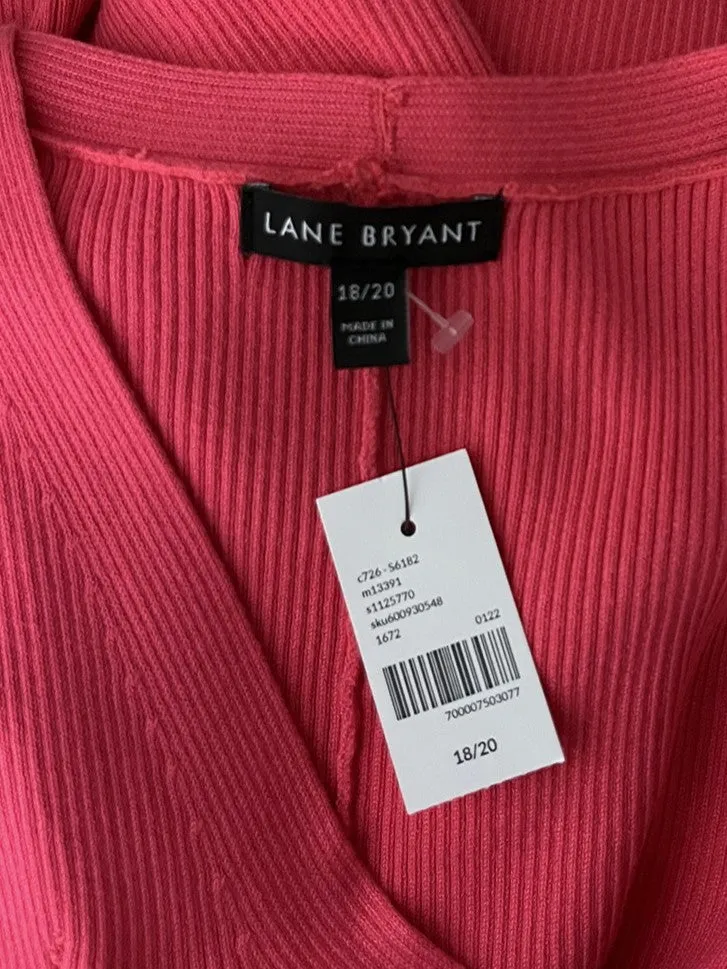 LANE BRYANT
18/20
MADE IN
CHINA
c726 - 56182
m13391
s1125770
sku600930548
1672
0122
700007503077
18/20